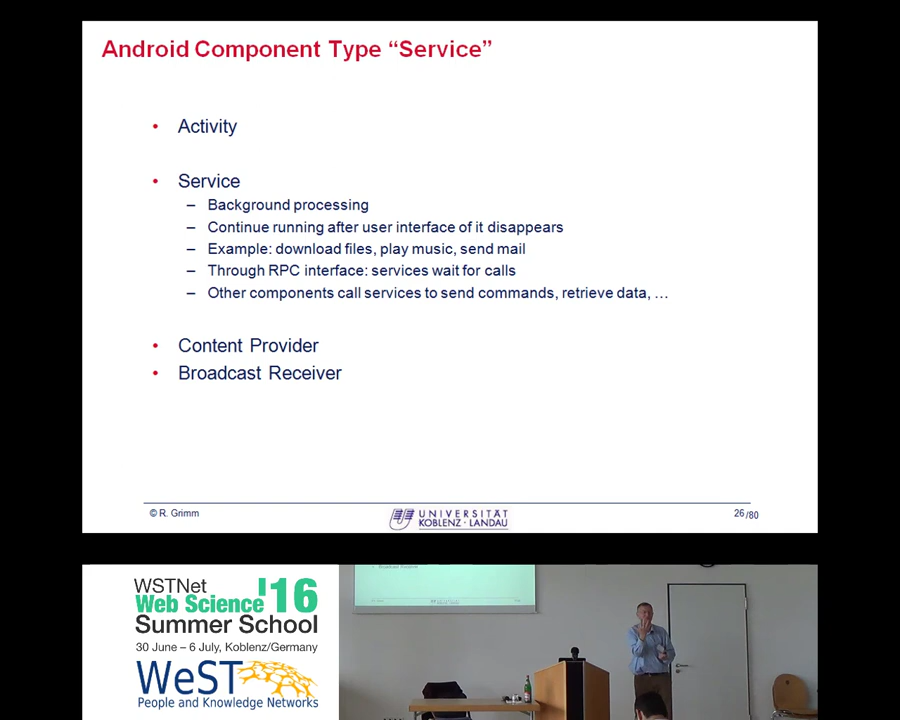 Android Component Type “Service”
• Activity
• Service
– Background processing
– Continue running after user interface of it disappears
– Example: download files, play music, send mail
– Through RPC interface: services wait for calls
– Other components call services to send commands, retrieve data, …
• Content Provider
• Broadcast Receiver
© R. Grimm
UNIVERSITÄT
KOBLENZ · LANDAU
26/80
WSTNet
Web Science '16
Summer School
30 June – 6 July, Koblenz/Germany
WeST
People and Knowledge Networks
Broadcast Receiver